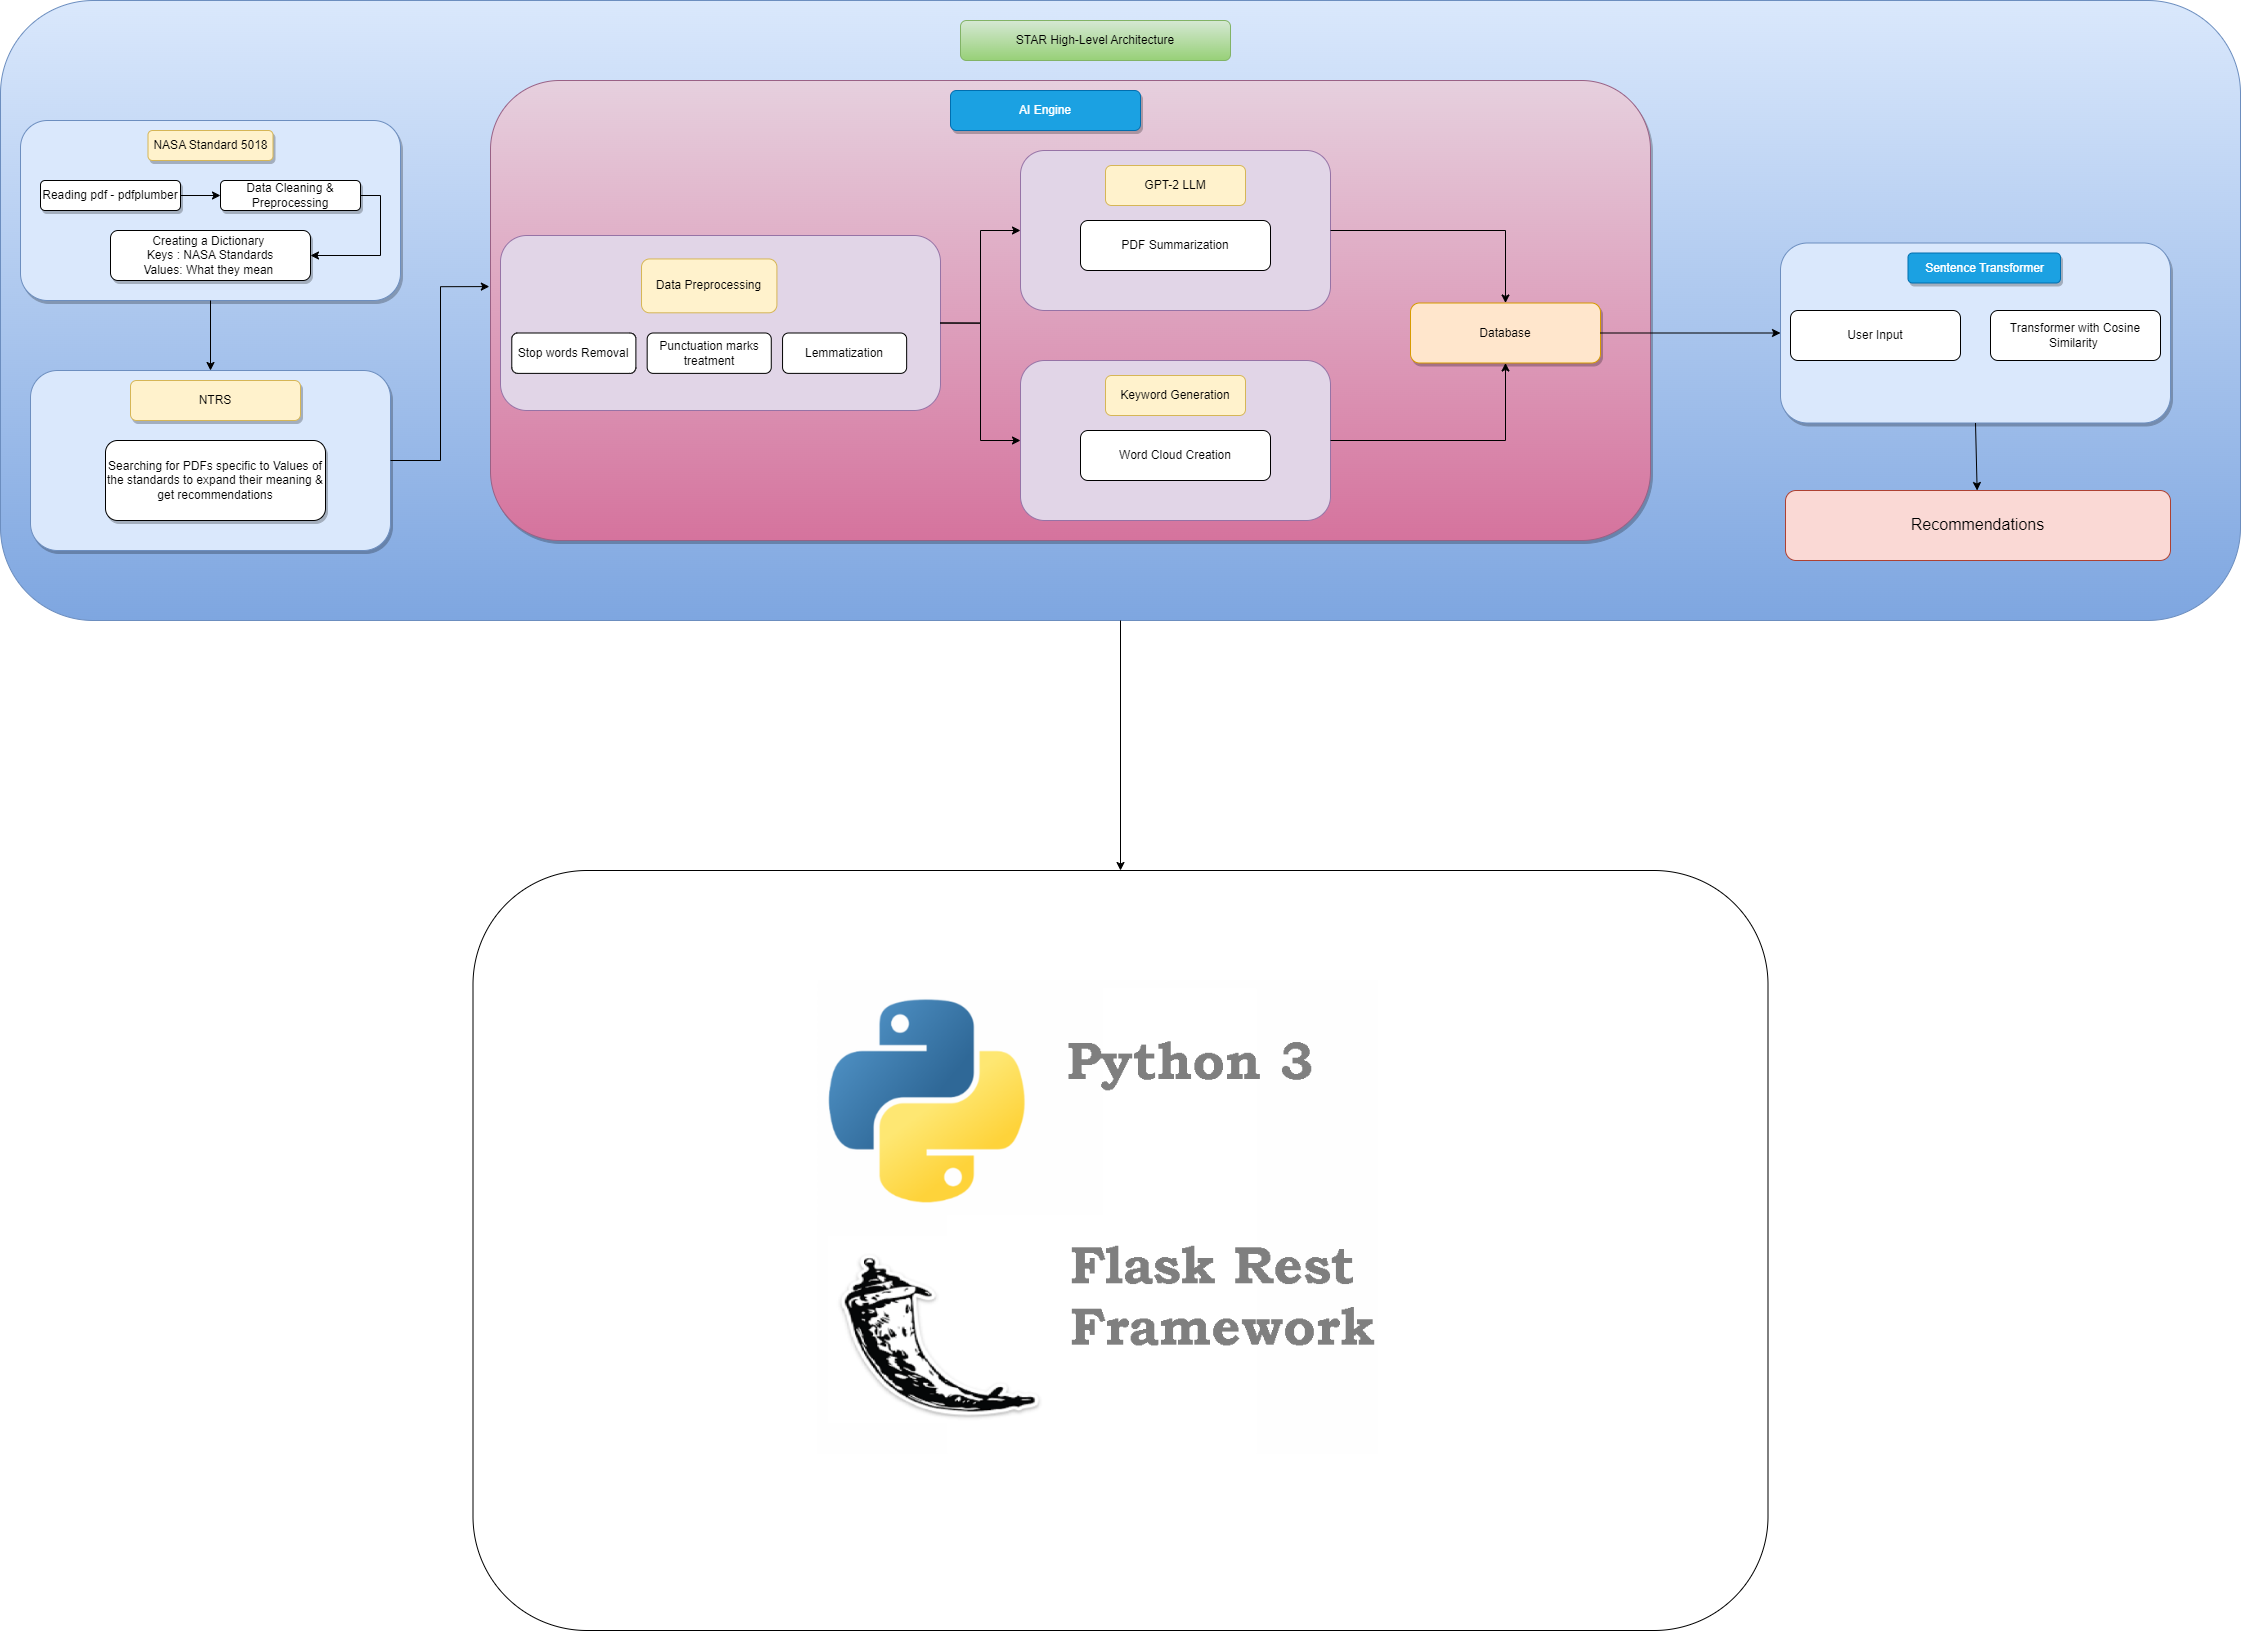 STAR High-Level Architecture
NASA Standard 5018
Reading pdf - pdfplumber
Data Cleaning &
Preprocessing
Creating a Dictionary
Keys : NASA Standards
Values: What they mean
NTRS
Searching for PDFs specific to Values of
the standards to expand their meaning &
get recommendations
AI Engine
Data Preprocessing
Stop words Removal
Punctuation marks
treatment
Lemmatization
GPT-2 LLM
PDF Summarization
Keyword Generation
Word Cloud Creation
Database
Sentence Transformer
User Input
Transformer with Cosine
Similarity
Recommendations
Python 3
Flask Rest
Framework